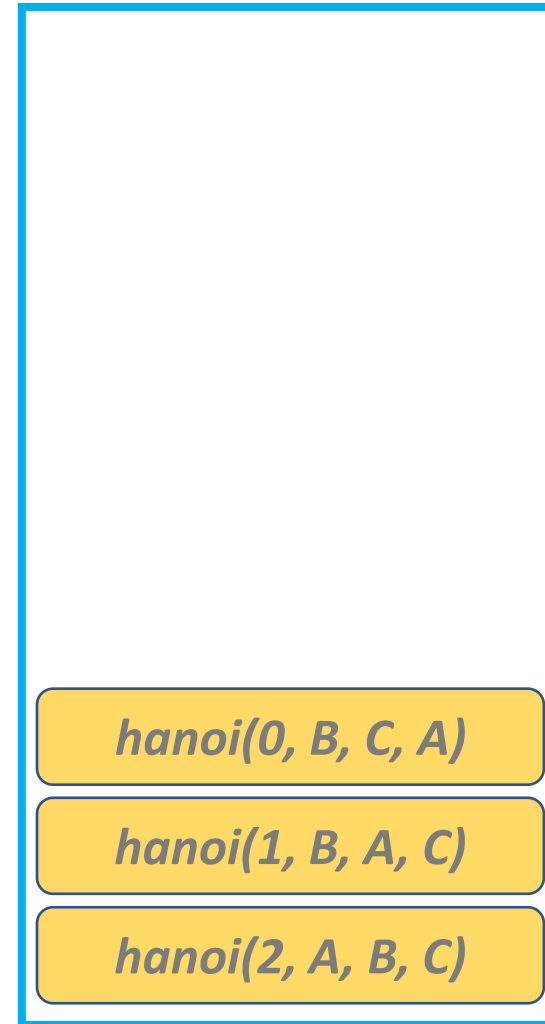 hanoi(0, B, C, A)
hanoi(1, B, A, C)
hanoi(2, A, B, C)